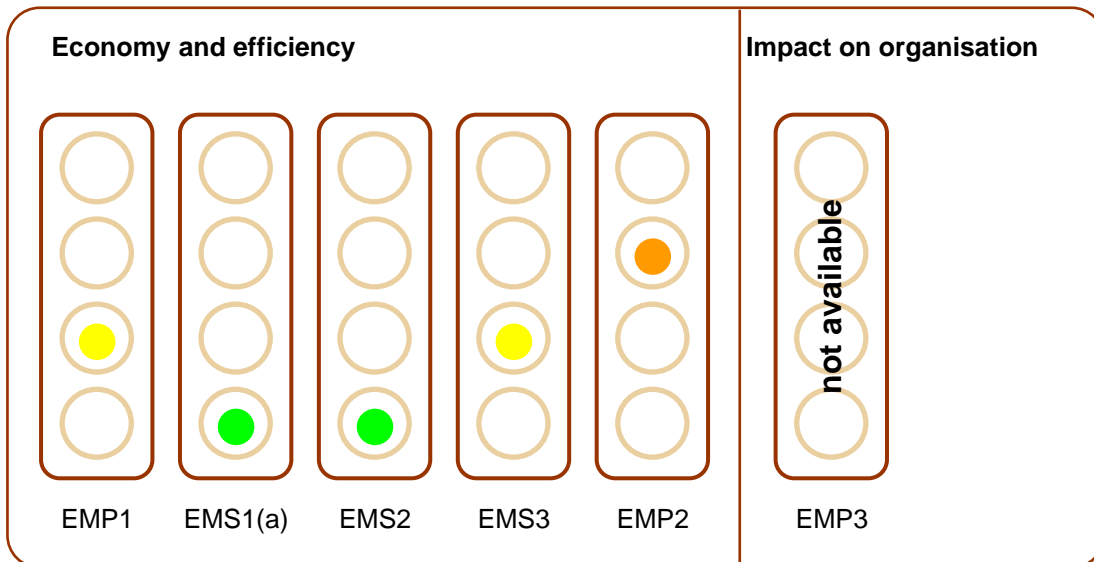 Economy and efficiency
Impact on organisation
not available
EMP1
EMS1(a)
EMS2
EMS3
EMP2
EMP3